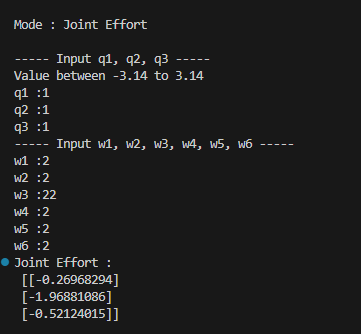 Mode : Joint Effort
----- Input q1, q2, q3 -----
Value between -3.14 to 3.14
q1 :1
q2 :1
q3 :1
----- Input w1, w2, w3, w4, w5, w6 -----
w1 :2
w2 :2
w3 :22
w4 :2
w5 :2
w6 :2
Joint Effort :
[[-0.26968294]
[-1.96881086]
[-0.52124015]]